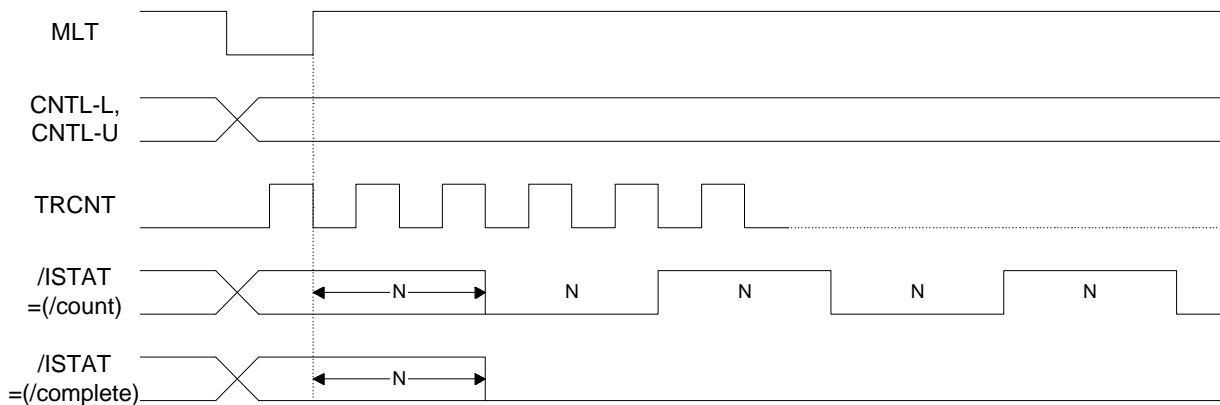 MLT
CNTL-L,
CNTL-U
TRCNT
/ISTAT
=(/count)
N N N N N
/ISTAT
=(/complete)
N